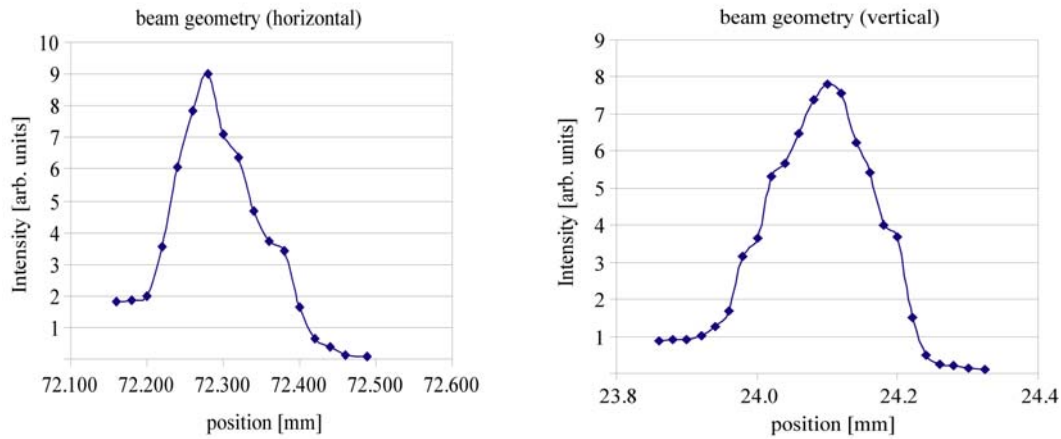 beam geometry (horizontal)
10
9
8
7
6
5
4
3
2
1
Intensity [arb. units]
72.100 72.200 72.300 72.400 72.500 72.600
position [mm]
beam geometry (vertical)
9
8
7
6
5
4
3
2
1
Intensity [arb. units]
23.8 24.0 24.2 24.4
position [mm]